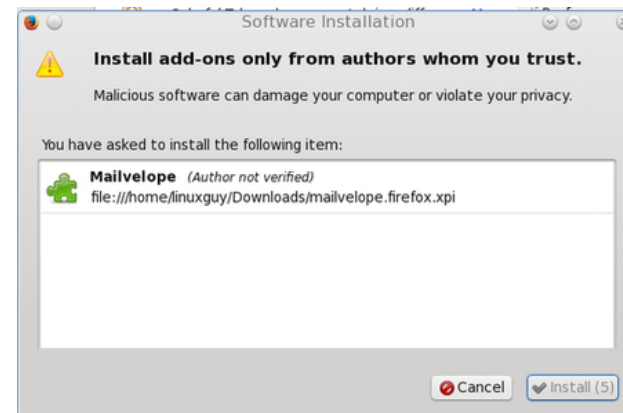 Software Installation
Install add-ons only from authors whom you trust.
Malicious software can damage your computer or violate your privacy.
You have asked to install the following item:
Mailvelope (Author not verified)
file:///home/linuxguy/Downloads/mailvelope.firefox.xpi
Cancel
Install (5)